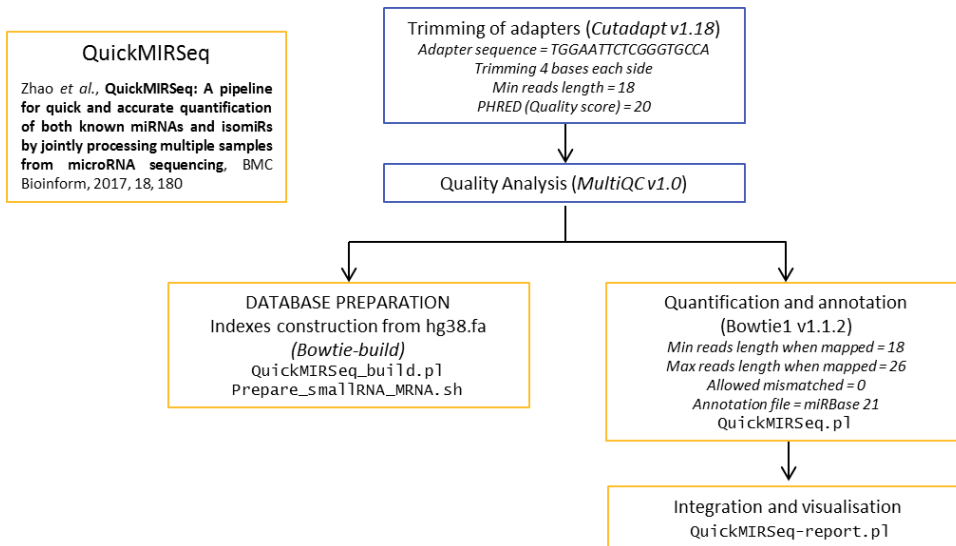 QuickMIRSeq
Zhao et al., QuickMIRSeq: A pipeline
for quick and accurate quantification
of both known miRNAs and isomiRs
by jointly processing multiple samples
from microRNA sequencing, BMC
Bioinform, 2017, 18, 180
Trimming of adapters (Cutadapt v1.18)
Adapter sequence = TGGAATTCTCGGGTGCCA
Trimming 4 bases each side
Min reads length = 18
PHRED (Quality score) = 20
Quality Analysis (MultiQC v1.0)
DATABASE PREPARATION
Indexes construction from hg38.fa
(Bowtie-build)
QuickMIRSeq_build.pl
Prepare_smallRNA_MRNA.sh
Quantification and annotation
(Bowtie1 v1.1.2)
Min reads length when mapped = 18
Max reads length when mapped = 26
Allowed mismatched = 0
Annotation file = miRBase 21
QuickMIRSeq.pl
Integration and visualisation
QuickMIRSeq-report.pl